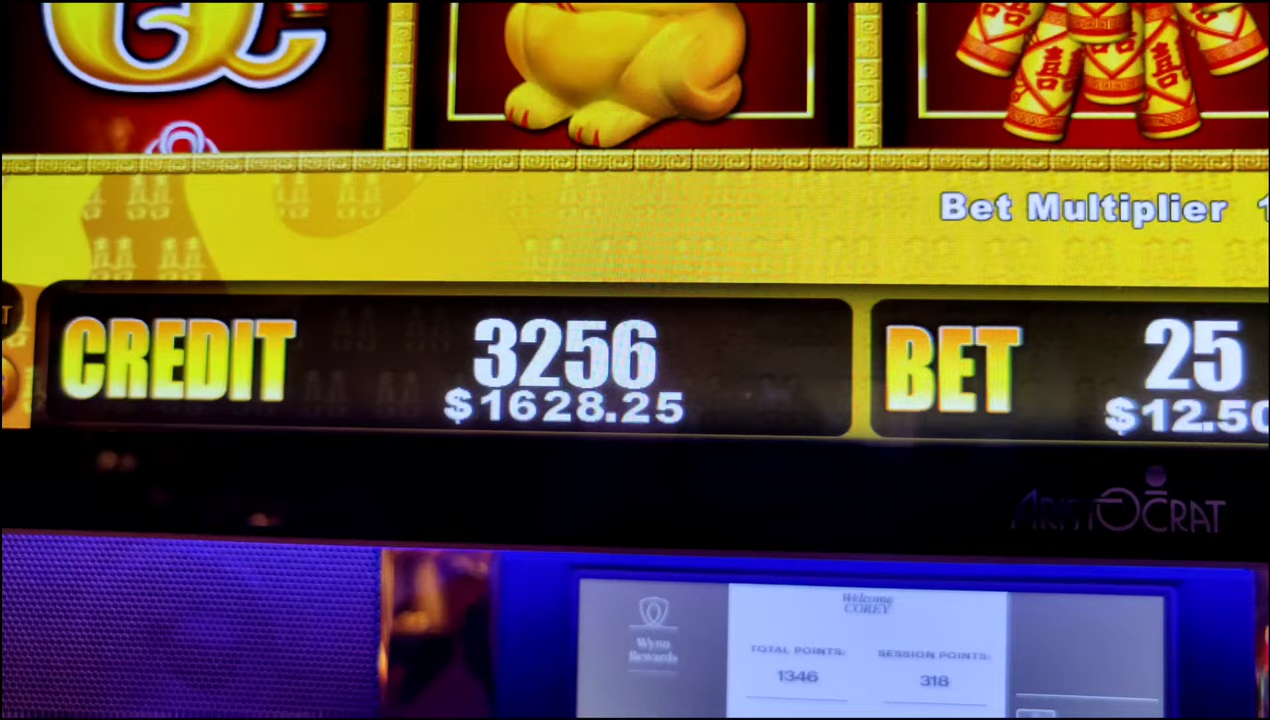 Bet Multiplier
CREDIT
3256
$1628.25
BET
25
$12.50
ARISTOCRAT
Welcome
COREY
Wynn
Rewards
TOTAL POINTS:
1346
SESSION POINTS:
318